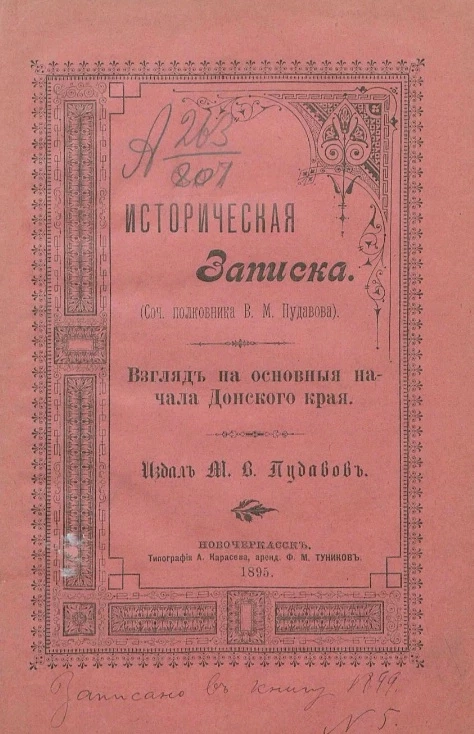 А 263
807
ИСТОРИЧЕСКАЯ
Записка.
(Соч. полковника В. М. Пудавова).
Взглядъ на основныя на-
чала Донского края.
Издалъ М. В. Пудавовъ.
НОВОЧЕРКАССКЪ.
Типографія А. Карасева, аренд. Ф. М. ТУНИКОВЪ.
1895.
Записано въ книгу 1899.
N 5.